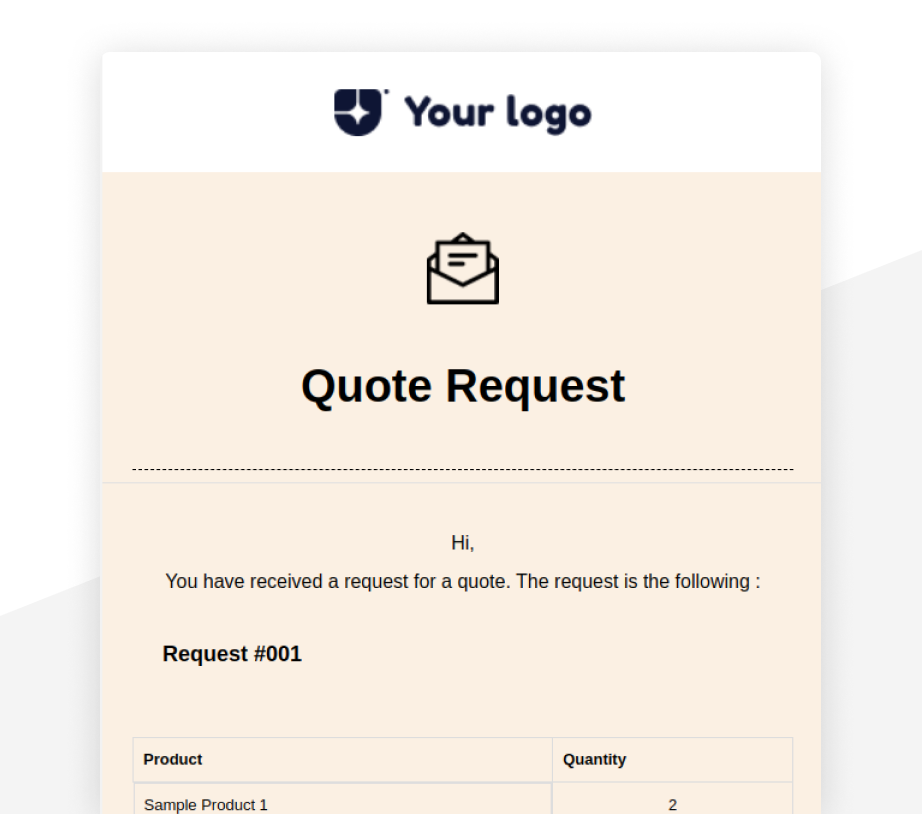 Your logo
Quote Request
Hi,
You have received a request for a quote. The request is the following :
Request #001
Product Quantity
Sample Product 1 2